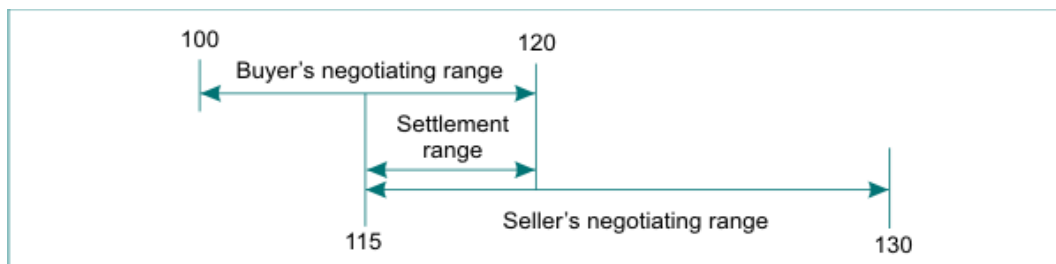 100
120
Buyer's negotiating range
Settlement
range
Seller's negotiating range
115
130